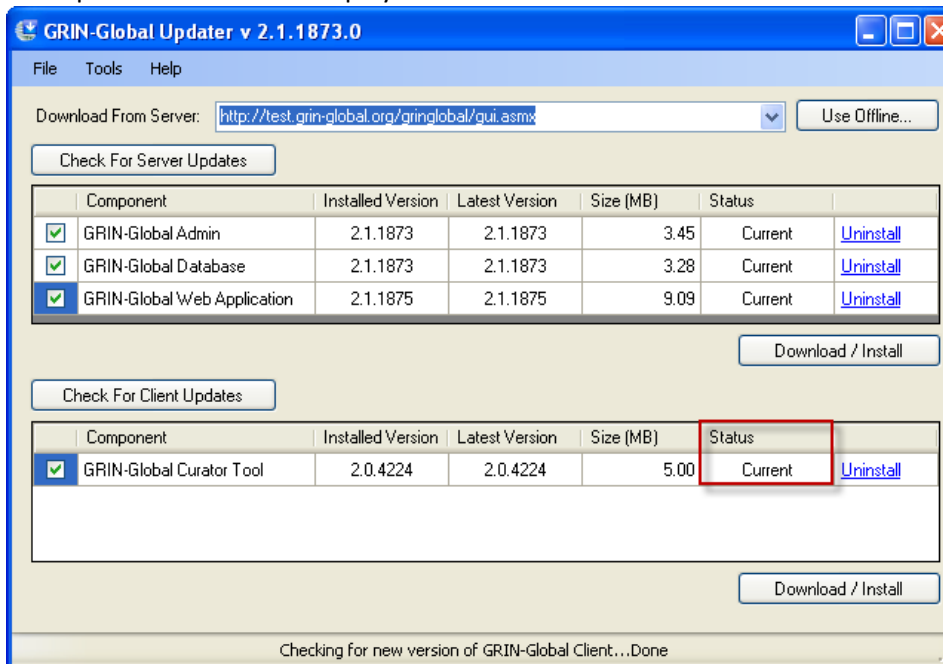 GRIN-Global Updater v 2.1.1873.0
File Tools Help
Download From Server: http://test.grin-global.org/gringlobal/gui.asmx Use Offline...
Check For Server Updates
Component Installed Version Latest Version Size (MB) Status
GRIN-Global Admin 2.1.1873 2.1.1873 3.45 Current Uninstall
GRIN-Global Database 2.1.1873 2.1.1873 3.28 Current Uninstall
GRIN-Global Web Application 2.1.1875 2.1.1875 9.09 Current Uninstall
Download / Install
Check For Client Updates
Component Installed Version Latest Version Size (MB) Status
GRIN-Global Curator Tool 2.0.4224 2.0.4224 5.00 Current Uninstall
Download / Install
Checking for new version of GRIN-Global Client...Done